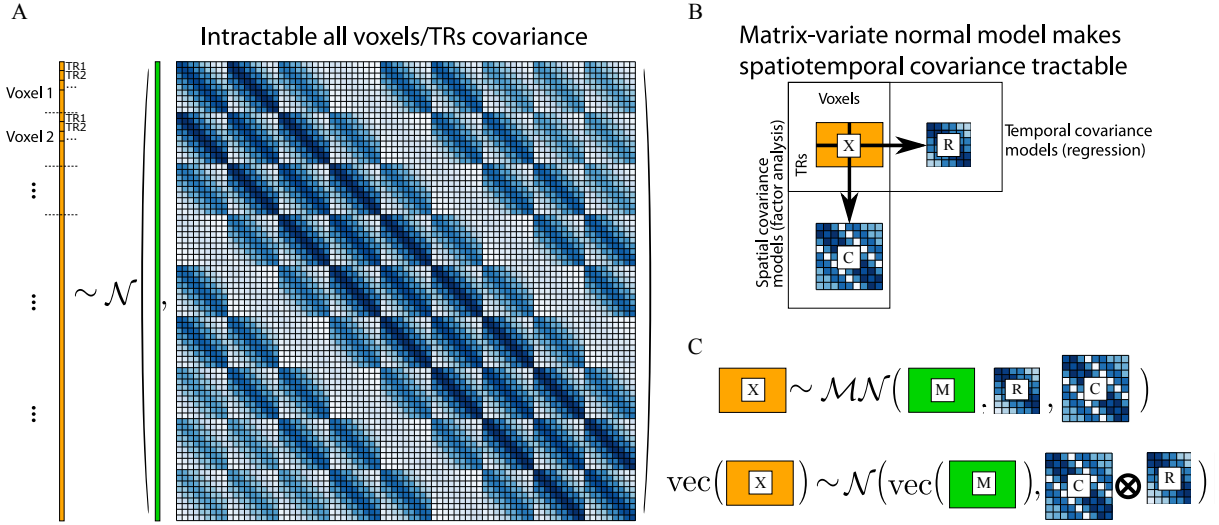 A
Intractable all voxels/TRs covariance
TR1
TR2
...
Voxel 1
TR1
TR2
...
Voxel 2
⋮
⋮
⋮
∼ 𝒩 ( , )
B
Matrix-variate normal model makes
spatiotemporal covariance tractable
Voxels
TRs
X
R
Temporal covariance
models (regression)
Spatial covariance
models (factor analysis)
C
C
X ∼ ℳ𝒩 ( M , R , C )
vec( X ) ∼ 𝒩 (vec( M ), C ⊗ R )